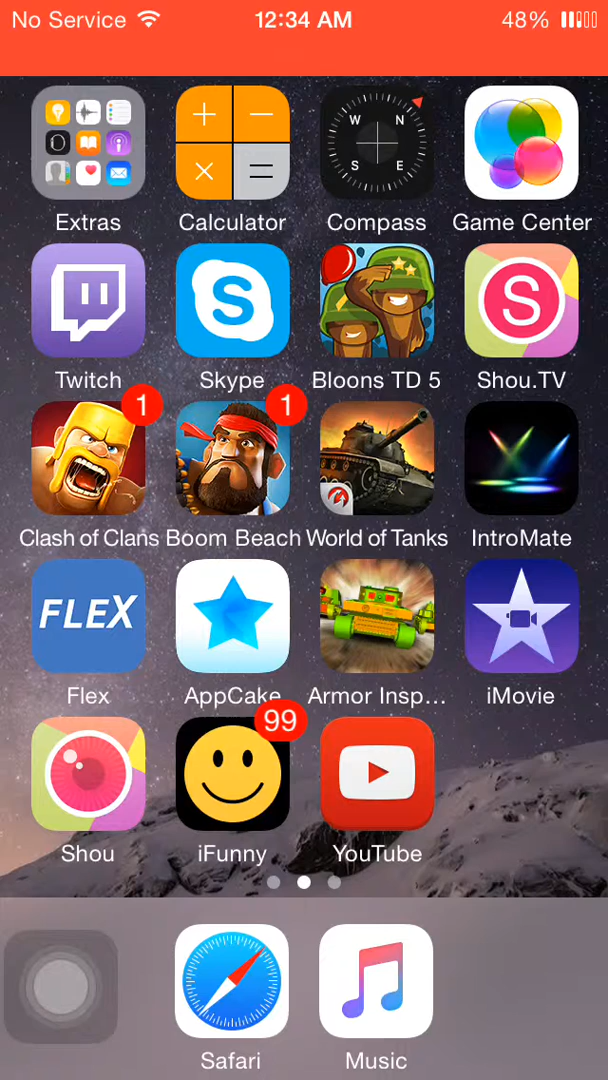 No Service 12:34 AM 48%
W N
S E
Extras Calculator Compass Game Center
S S
Twitch Skype Bloons TD 5 Shou.TV
1 1
Clash of Clans Boom Beach World of Tanks IntroMate
FLEX
Flex AppCake Armor Insp... iMovie
99
Shou iFunny YouTube
Safari Music